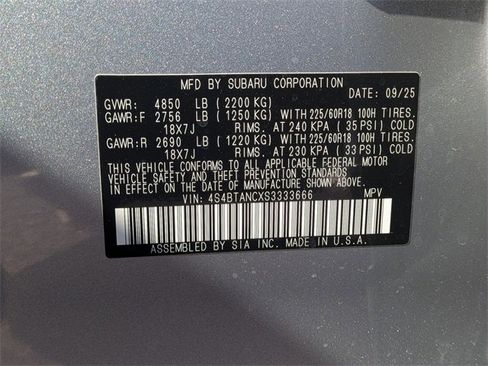 MFD BY SUBARU CORPORATION
GVWR: 4850 LB (2200 KG) DATE: 09/25
GAWR:F 2756 LB (1250 KG) WITH 225/60R18 100H TIRES.
18X7J RIMS. AT 240 KPA ( 35 PSI) COLD
GAWR:R 2690 LB (1220 KG) WITH 225/60R18 100H TIRES.
18X7J RIMS. AT 230 KPA ( 33 PSI) COLD
THIS VEHICLE CONFORMS TO ALL APPLICABLE FEDERAL MOTOR
VEHICLE SAFETY AND THEFT PREVENTION STANDARDS IN EFFECT
ON THE DATE OF MANUFACTURE SHOWN ABOVE.
VIN: 4S4BTANCXS3333666 MPV
ASSEMBLED BY SIA INC. MADE IN U.S.A.